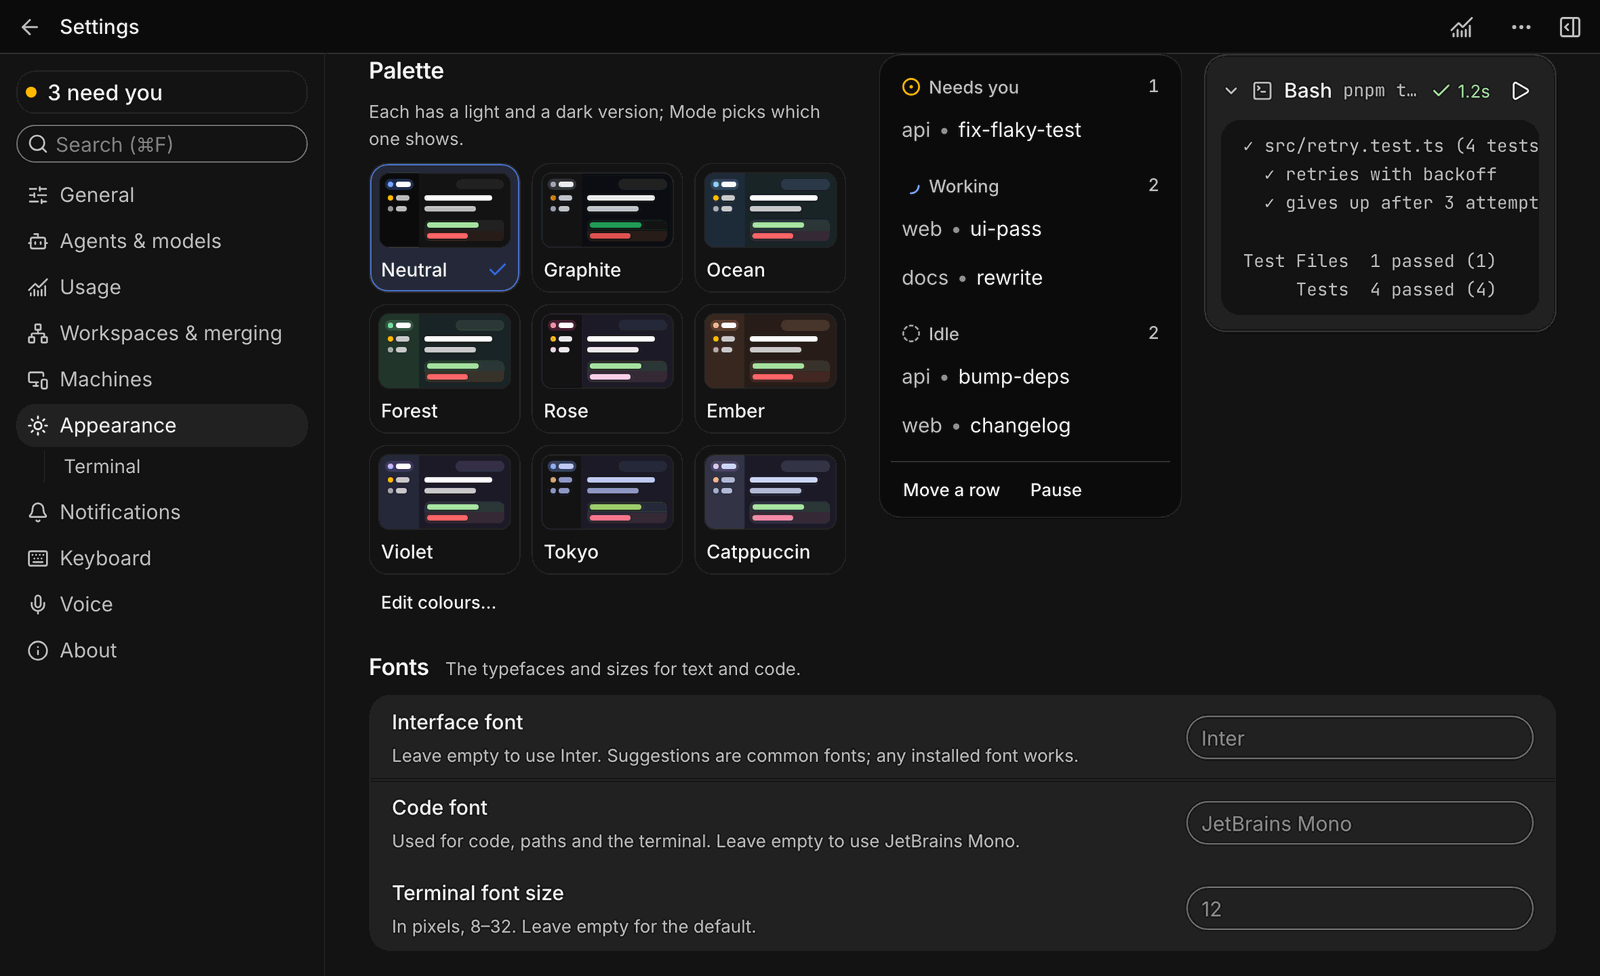 Settings
3 need you
Search (⌘F)
General
Agents & models
Usage
Workspaces & merging
Machines
Appearance
Terminal
Notifications
Keyboard
Voice
About
Palette
Each has a light and a dark version; Mode picks which
one shows.
Neutral
Graphite
Ocean
Forest
Rose
Ember
Violet
Tokyo
Catppuccin
Edit colours...
Needs you 1
api • fix-flaky-test
Working 2
web • ui-pass
docs • rewrite
Idle 2
api • bump-deps
web • changelog
Move a row Pause
Bash pnpm t… ✓ 1.2s
✓ src/retry.test.ts (4 tests
✓ retries with backoff
✓ gives up after 3 attempt
Test Files 1 passed (1)
Tests 4 passed (4)
Fonts The typefaces and sizes for text and code.
Interface font
Leave empty to use Inter. Suggestions are common fonts; any installed font works.
Inter
Code font
Used for code, paths and the terminal. Leave empty to use JetBrains Mono.
JetBrains Mono
Terminal font size
In pixels, 8–32. Leave empty for the default.
12